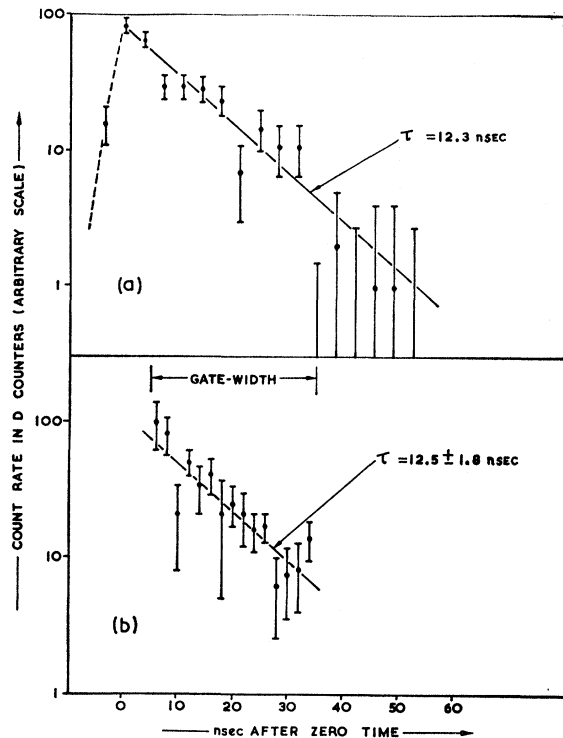 100
10
1
τ = 12.3 nSEC
(a)
GATE-WIDTH
100
10
1
τ = 12.5 ± 1.8 nSEC
(b)
0 10 20 30 40 50 60
nsec AFTER ZERO TIME
COUNT RATE IN D COUNTERS (ARBITRARY SCALE)